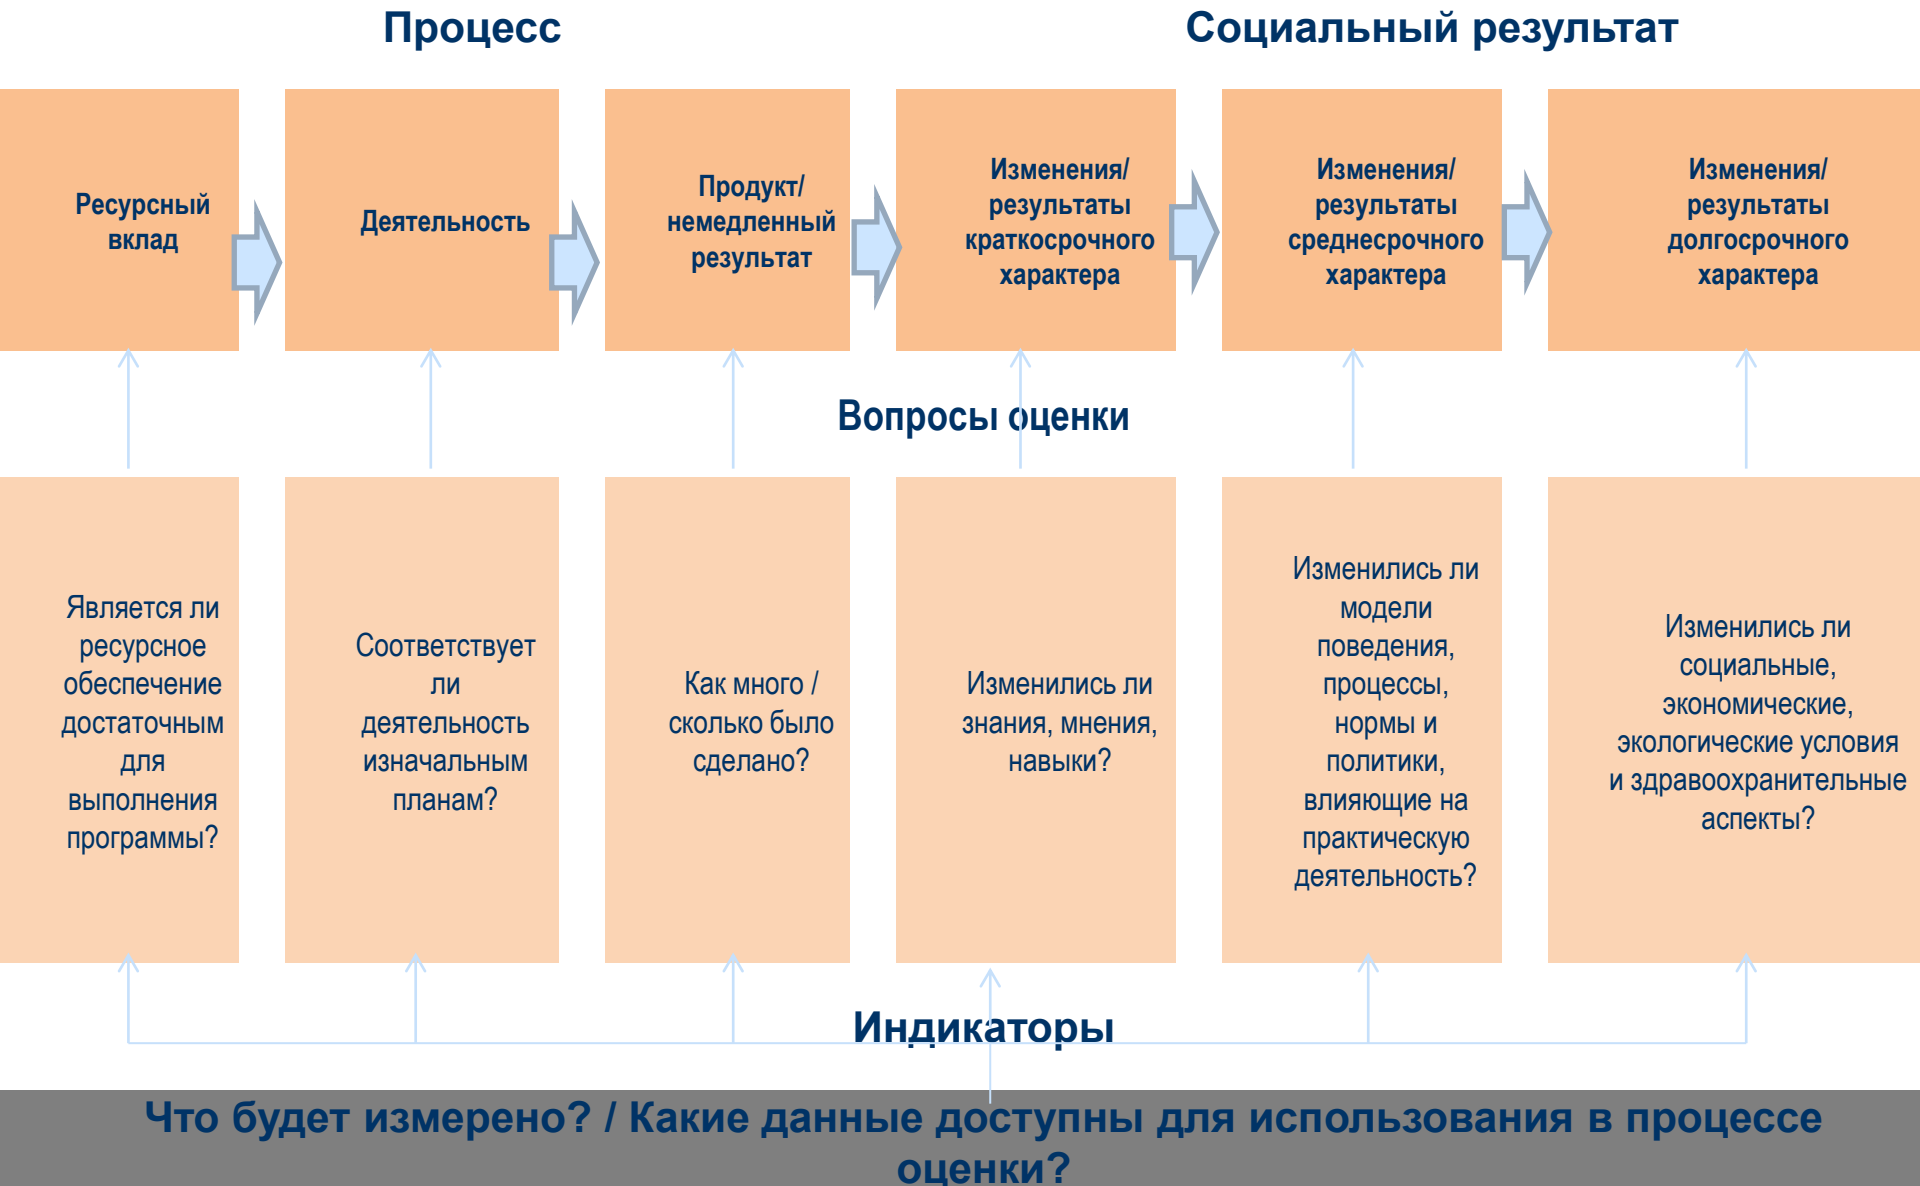 Процесс
Социальный результат
Ресурсный
вклад
Деятельность
Продукт/
немедленный
результат
Изменения/
результаты
краткосрочного
характера
Изменения/
результаты
среднесрочного
характера
Изменения/
результаты
долгосрочного
характера
Вопросы оценки
Является ли
ресурсное
обеспечение
достаточным
для
выполнения
программы?
Соответствует
ли
деятельность
изначальным
планам?
Как много /
сколько было
сделано?
Изменились ли
знания, мнения,
навыки?
Изменились ли
модели
поведения,
процессы,
нормы и
политики,
влияющие на
практическую
деятельность?
Изменились ли
социальные,
экономические,
экологические условия
и здравоохранительные
аспекты?
Индикаторы
Что будет измерено? / Какие данные доступны для использования в процессе
оценки?